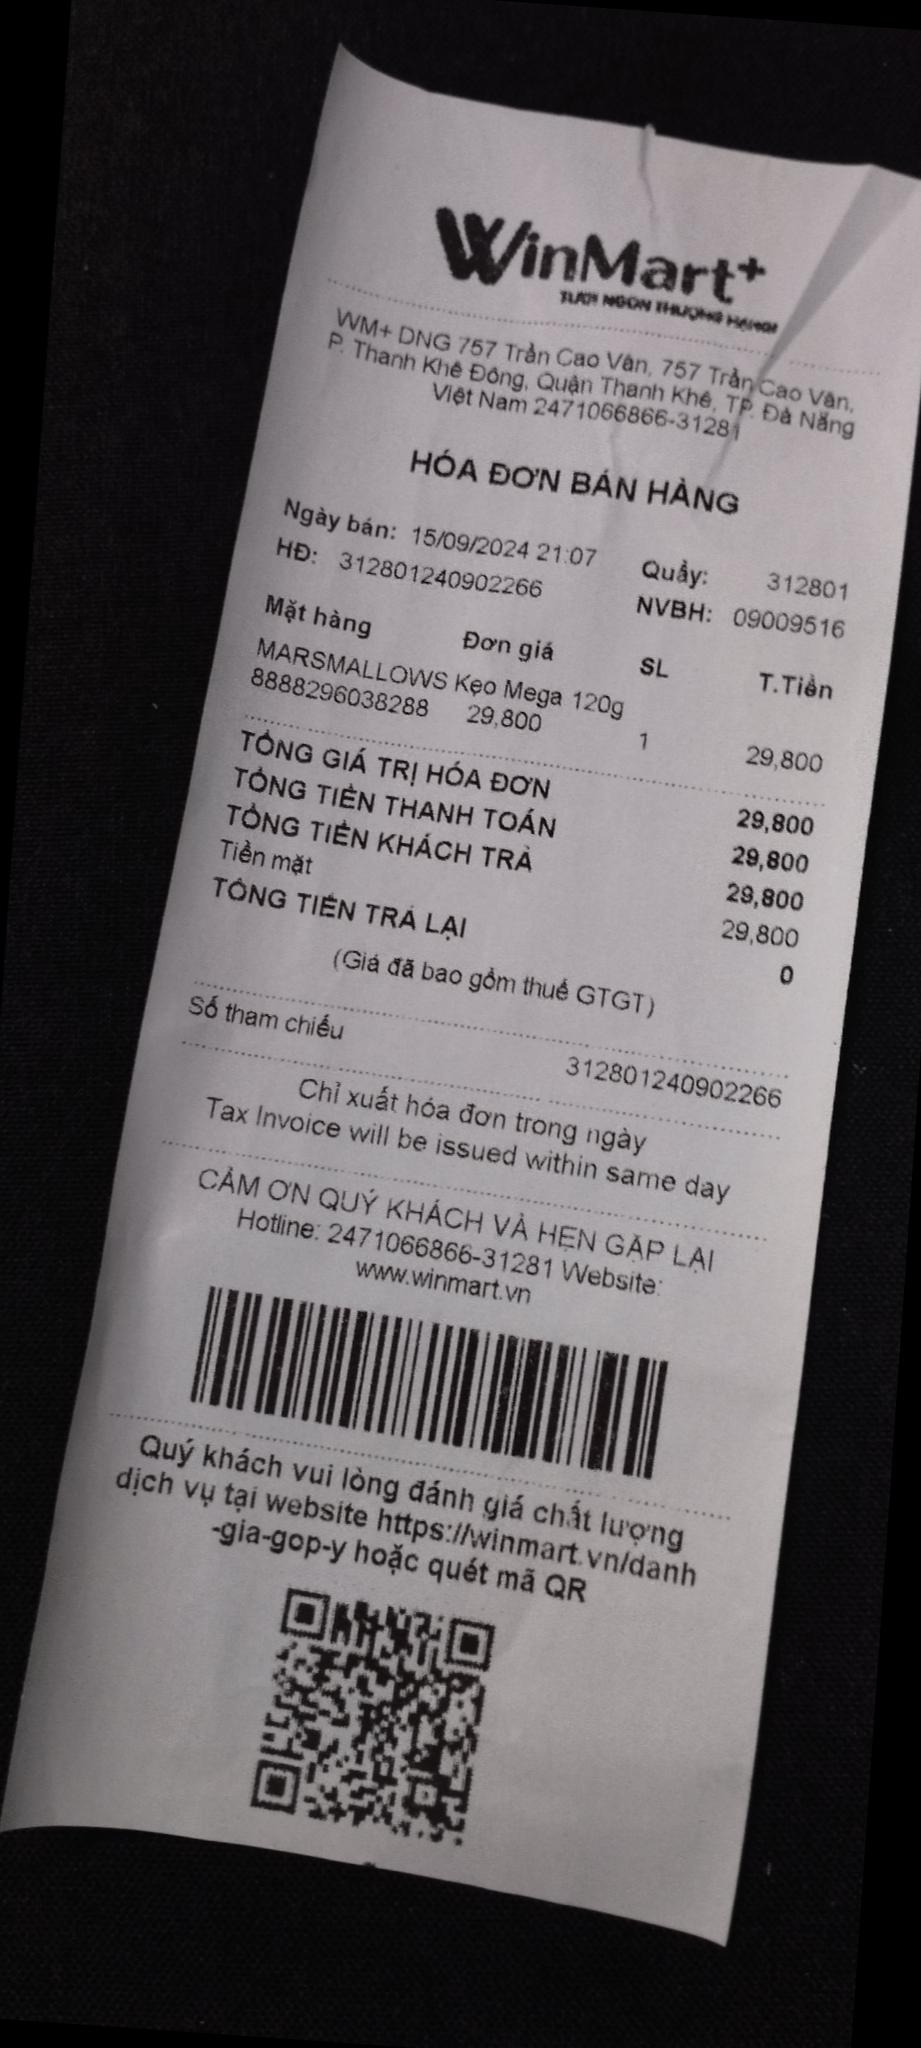 WinMart+
TƯƠI NGON THƯỢNG HẠNG!
WM+ DNG 757 Trần Cao Vân, 757 Trần Cao Vân,
P. Thanh Khê Đông, Quận Thanh Khê, TP. Đà Nẵng
Việt Nam 2471066866-31281
HÓA ĐƠN BÁN HÀNG
Ngày bán: 15/09/2024 21:07 Quầy: 312801
HĐ: 312801240902266 NVBH: 09009516
Mặt hàng Đơn giá SL T.Tiền
MARSMALLOWS Kẹo Mega 120g
8888296038288 29,800 1 29,800
TỔNG GIÁ TRỊ HÓA ĐƠN 29,800
TỔNG TIỀN THANH TOÁN 29,800
TỔNG TIỀN KHÁCH TRẢ 29,800
Tiền mặt 29,800
TỔNG TIỀN TRẢ LẠI 0
(Giá đã bao gồm thuế GTGT)
Số tham chiếu 312801240902266
Chỉ xuất hóa đơn trong ngày
Tax Invoice will be issued within same day
CẢM ƠN QUÝ KHÁCH VÀ HẸN GẶP LẠI
Hotline: 2471066866-31281 Website:
www.winmart.vn
Quý khách vui lòng đánh giá chất lượng
dịch vụ tại website https://winmart.vn/danh
-gia-gop-y hoặc quét mã QR